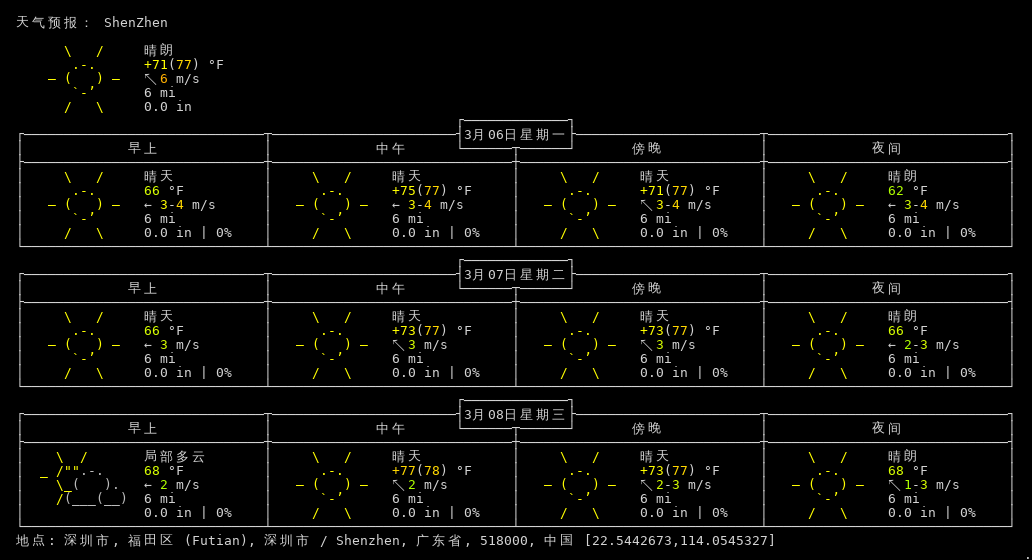 天气预报: ShenZhen
晴朗
+71(77) °F
↖ 6 m/s
6 mi
0.0 in
3月06日星期一
早上 中午 傍晚 夜间
晴天 晴天 晴天 晴朗
66 °F +75(77) °F +71(77) °F 62 °F
← 3-4 m/s ← 3-4 m/s ↖ 3-4 m/s ← 3-4 m/s
6 mi 6 mi 6 mi 6 mi
0.0 in | 0% 0.0 in | 0% 0.0 in | 0% 0.0 in | 0%
3月07日星期二
早上 中午 傍晚 夜间
晴天 晴天 晴天 晴朗
66 °F +73(77) °F +73(77) °F 66 °F
← 3 m/s ↖ 3 m/s ↖ 3 m/s ← 2-3 m/s
6 mi 6 mi 6 mi 6 mi
0.0 in | 0% 0.0 in | 0% 0.0 in | 0% 0.0 in | 0%
3月08日星期三
早上 中午 傍晚 夜间
局部多云 晴天 晴天 晴朗
68 °F +77(78) °F +73(77) °F 68 °F
← 2 m/s ↖ 2 m/s ↖ 2-3 m/s ↖ 1-3 m/s
6 mi 6 mi 6 mi 6 mi
0.0 in | 0% 0.0 in | 0% 0.0 in | 0% 0.0 in | 0%
地点: 深圳市, 福田区 (Futian), 深圳市 / Shenzhen, 广东省, 518000, 中国 [22.5442673,114.0545327]